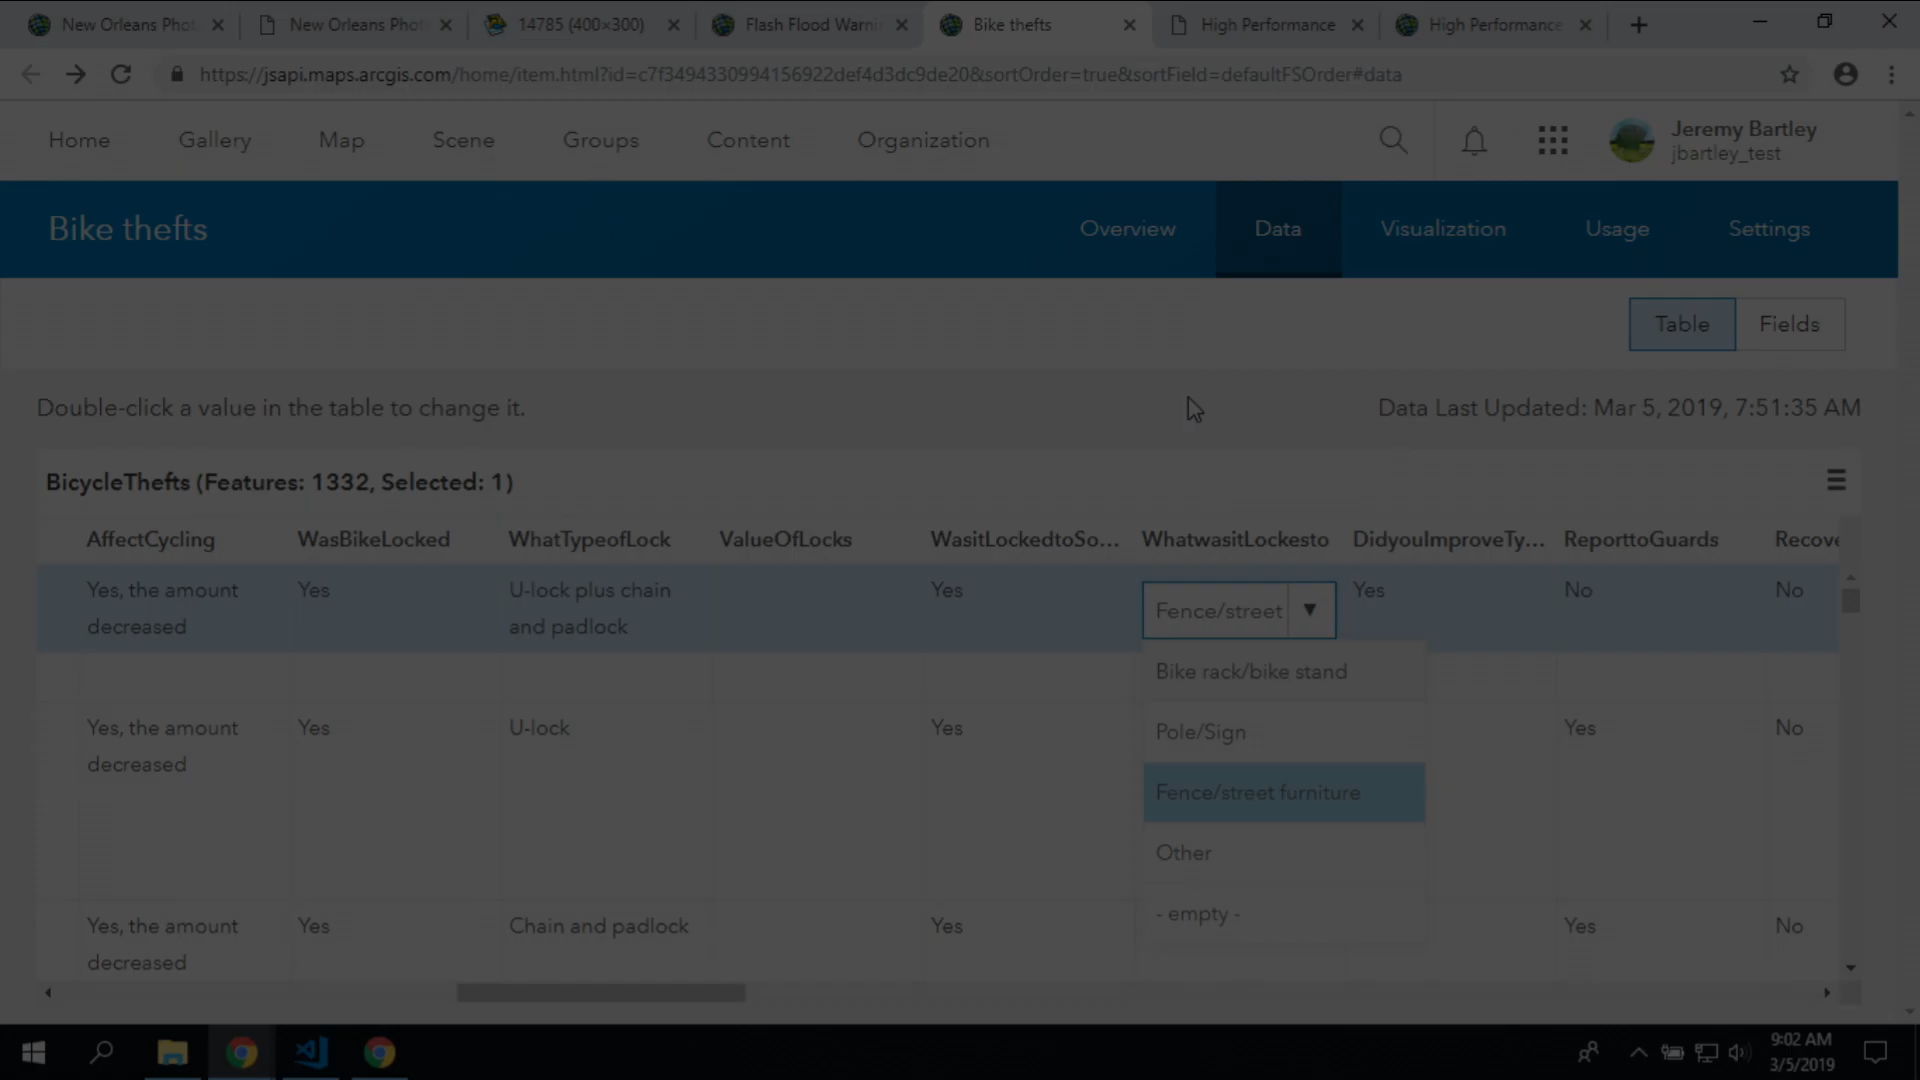 New Orleans Phot
New Orleans Phot
14785 (400×300)
Flash Flood Warni
Bike thefts
High Performance
High Performance
https://jsapi.maps.arcgis.com/home/item.html?id=c7f3494330994156922def4d3dc9de20&sortOrder=true&sortField=defaultFSOrder#data
Home Gallery Map Scene Groups Content Organization
Jeremy Bartley
jbartley_test
Bike thefts
Overview Data Visualization Usage Settings
Table Fields
Double-click a value in the table to change it.
Data Last Updated: Mar 5, 2019, 7:51:35 AM
BicycleThefts (Features: 1332, Selected: 1)
AffectCycling WasBikeLocked WhatTypeofLock ValueOfLocks WasitLockedtoSo... WhatwasitLockesto DidyouImproveTy... ReporttoGuards Recove
Yes, the amount decreased Yes U-lock plus chain and padlock Yes Fence/street Yes No No
Bike rack/bike stand
Pole/Sign
Fence/street furniture
Other
- empty -
Yes, the amount decreased Yes U-lock Yes Yes No
Yes, the amount decreased Yes Chain and padlock Yes Yes No
9:02 AM
3/5/2019